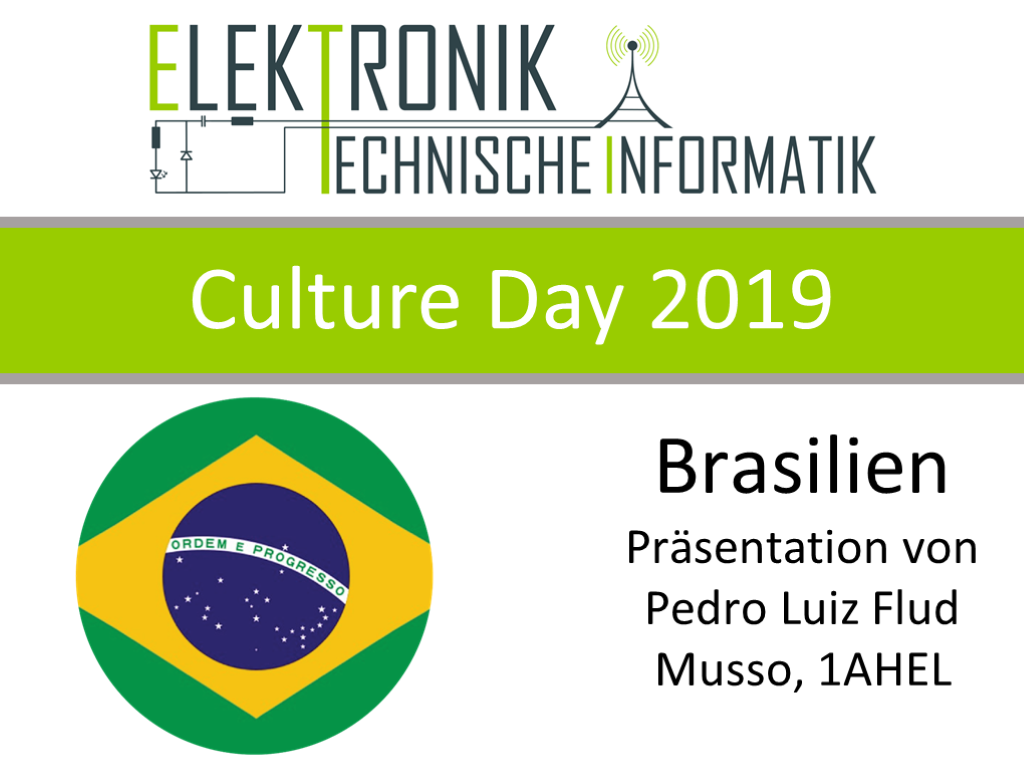 ELEKTRONIK
TECHNISCHE INFORMATIK
Culture Day 2019
ORDEM E PROGRESSO
Brasilien
Präsentation von
Pedro Luiz Flud
Musso, 1AHEL